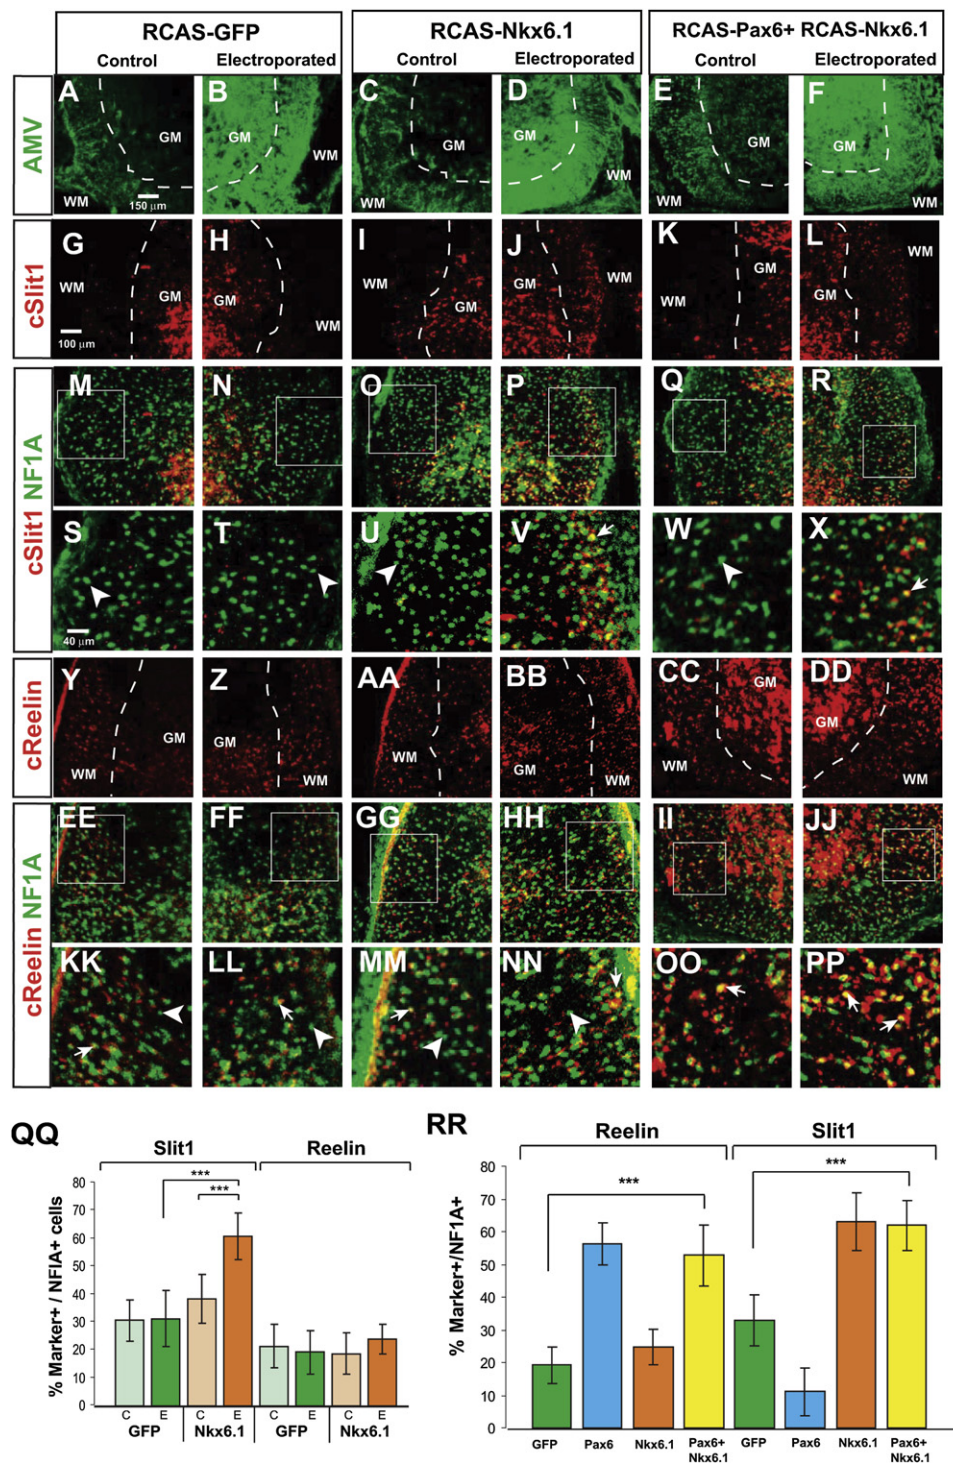 RCAS-GFP
RCAS-Nkx6.1
RCAS-Pax6+ RCAS-Nkx6.1
Control
Electroporated
Control
Electroporated
Control
Electroporated
AMV
A
GM
WM
150 µm
B
GM
WM
C
GM
WM
D
GM
WM
E
GM
WM
F
GM
WM
cSlit1
G
WM
GM
100 µm
H
GM
WM
I
WM
GM
J
GM
WM
K
GM
WM
L
WM
GM
cSlit1 NF1A
M
N
O
P
Q
R
S
40 µm
T
U
V
W
X
cReelin
Y
GM
WM
Z
GM
WM
AA
WM
BB
GM
WM
CC
GM
WM
DD
GM
WM
cReelin NF1A
EE
FF
GG
HH
II
JJ
KK
LL
MM
NN
OO
PP
QQ
Slit1
Reelin
***
***
% Marker+ / NFIA+ cells
80
70
60
50
40
30
20
10
0
C
E
C
E
C
E
C
E
GFP
Nkx6.1
GFP
Nkx6.1
RR
Reelin
Slit1
***
***
% Marker+/NF1A+
80
70
60
50
40
30
20
10
0
GFP
Pax6
Nkx6.1
Pax6+
Nkx6.1
GFP
Pax6
Nkx6.1
Pax6+
Nkx6.1